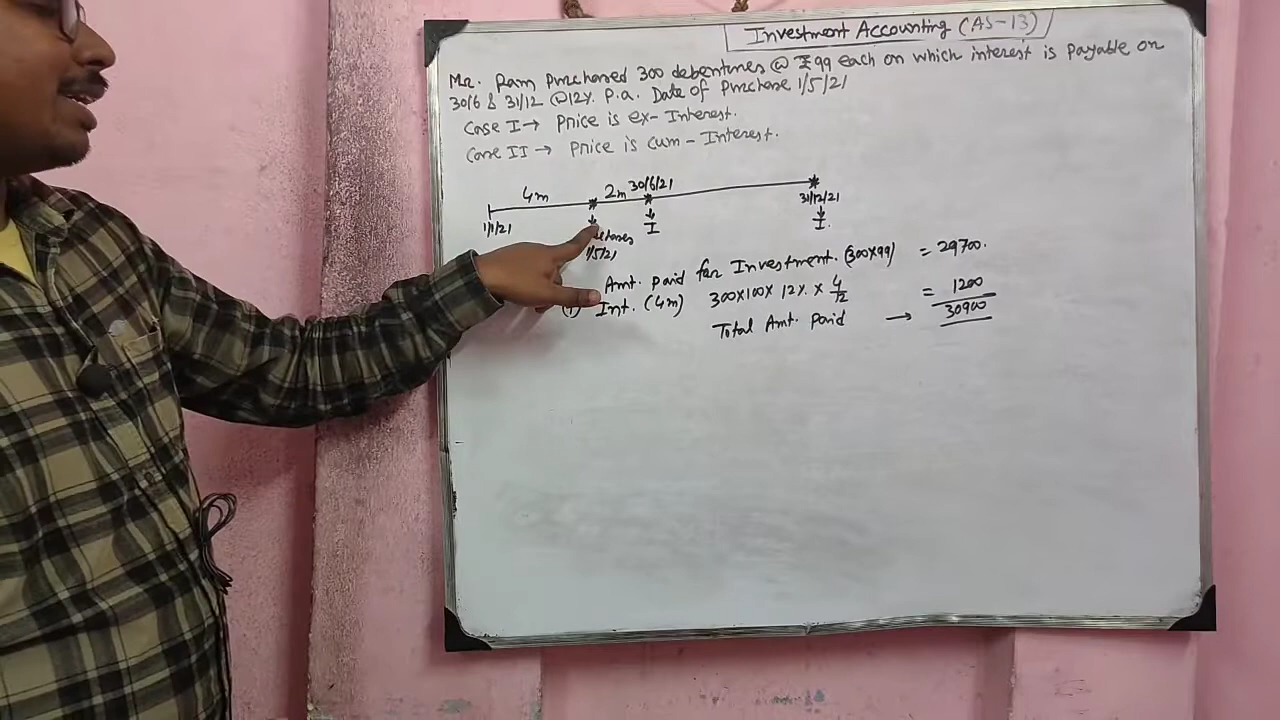 Investment Accounting (AS-13)
Mr. Ram purchased 300 debentures @ ₹99 each on which interest is payable on
30/6 & 31/12 @12% P.a. Date of Purchase 1/5/21
Case I → Price is ex-Interest.
Case II → Price is cum-Interest.
4m 2m 30/6/21
1/1/21 I 31/12/21
I.
1/5/21
Amt. paid for Investment. (300×99) = 29700.
Int. (4m) 300×100× 12% × 4/12 = 1200
Total Amt. Paid → 30900